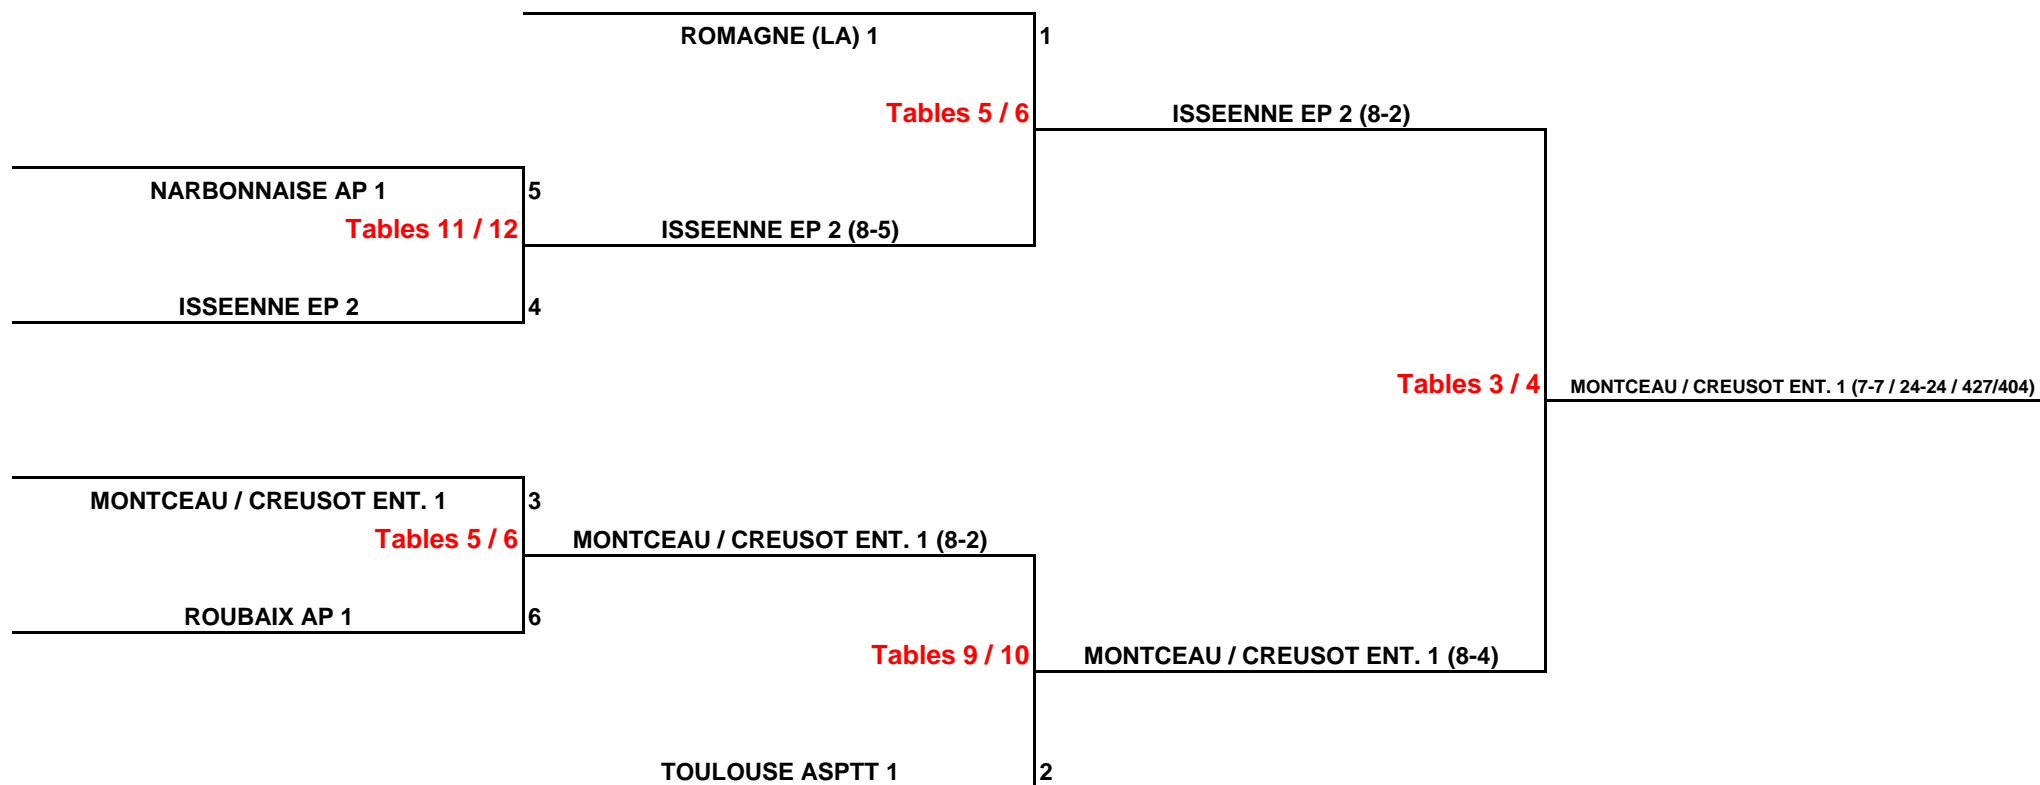 ROMAGNE (LA) 1
1
Tables 5 / 6
ISSEENNE EP 2 (8-2)
NARBONNAISE AP 1
5
Tables 11 / 12
ISSEENNE EP 2 (8-5)
ISSEENNE EP 2
4
Tables 3 / 4
MONTCEAU / CREUSOT ENT. 1 (7-7 / 24-24 / 427/404)
MONTCEAU / CREUSOT ENT. 1
3
Tables 5 / 6
MONTCEAU / CREUSOT ENT. 1 (8-2)
ROUBAIX AP 1
6
Tables 9 / 10
MONTCEAU / CREUSOT ENT. 1 (8-4)
TOULOUSE ASPTT 1
2